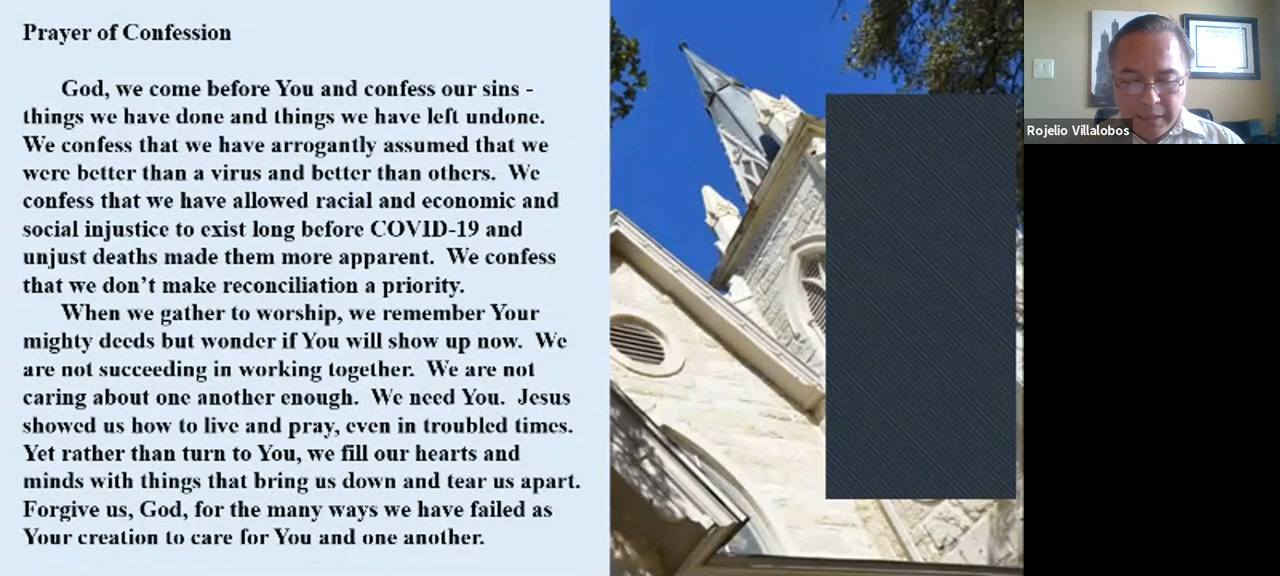 Prayer of Confession
God, we come before You and confess our sins -
things we have done and things we have left undone.
We confess that we have arrogantly assumed that we
were better than a virus and better than others.  We
confess that we have allowed racial and economic and
social injustice to exist long before COVID-19 and
unjust deaths made them more apparent.  We confess
that we don’t make reconciliation a priority.
When we gather to worship, we remember Your
mighty deeds but wonder if You will show up now.  We
are not succeeding in working together.  We are not
caring about one another enough.  We need You.  Jesus
showed us how to live and pray, even in troubled times.
Yet rather than turn to You, we fill our hearts and
minds with things that bring us down and tear us apart.
Forgive us, God, for the many ways we have failed as
Your creation to care for You and one another.
Rojelio Villalobos